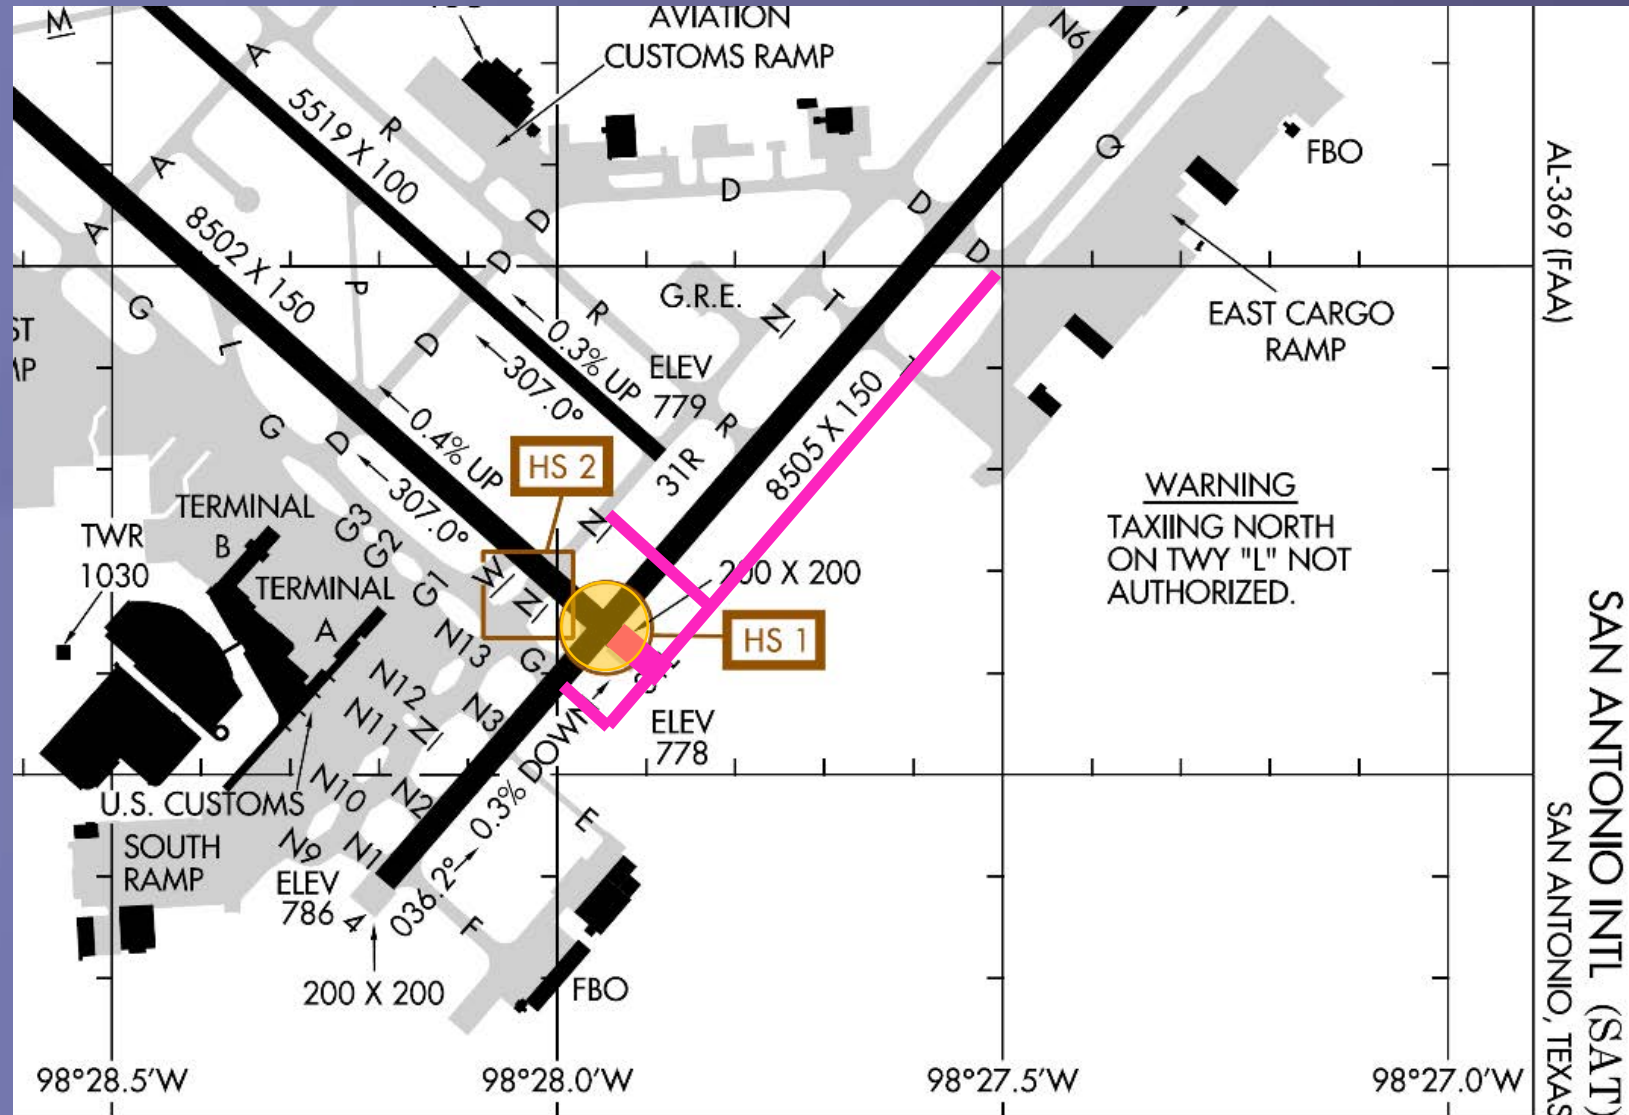 M
A
AVIATION
CUSTOMS RAMP
N6
A
R
5519 X 100
Q
FBO
AL-369 (FAA)
A
A
8502 X 150
D
D
D
D
D
G
P
R
G.R.E.
N
T
EAST CARGO
RAMP
ST
L
D
0.3% UP
307.0°
ELEV
779
8505 X 150
G
D
0.4% UP
307.0°
R
31R
HS 2
WARNING
TAXIING NORTH
ON TWY "L" NOT
AUTHORIZED.
TERMINAL
B
TWR
1030
G3
G2
G1
N
W
N
200 X 200
TERMINAL
A
HS 1
N13
G
N12
N11
N
N3
ELEV
778
U.S. CUSTOMS
N10
N2
0.3% DOWN
036.2°
E
SOUTH
RAMP
N9
N1
ELEV
786
4
F
200 X 200
FBO
SAN ANTONIO INTL (SAT)
SAN ANTONIO, TEXAS
98°28.5'W
98°28.0'W
98°27.5'W
98°27.0'W